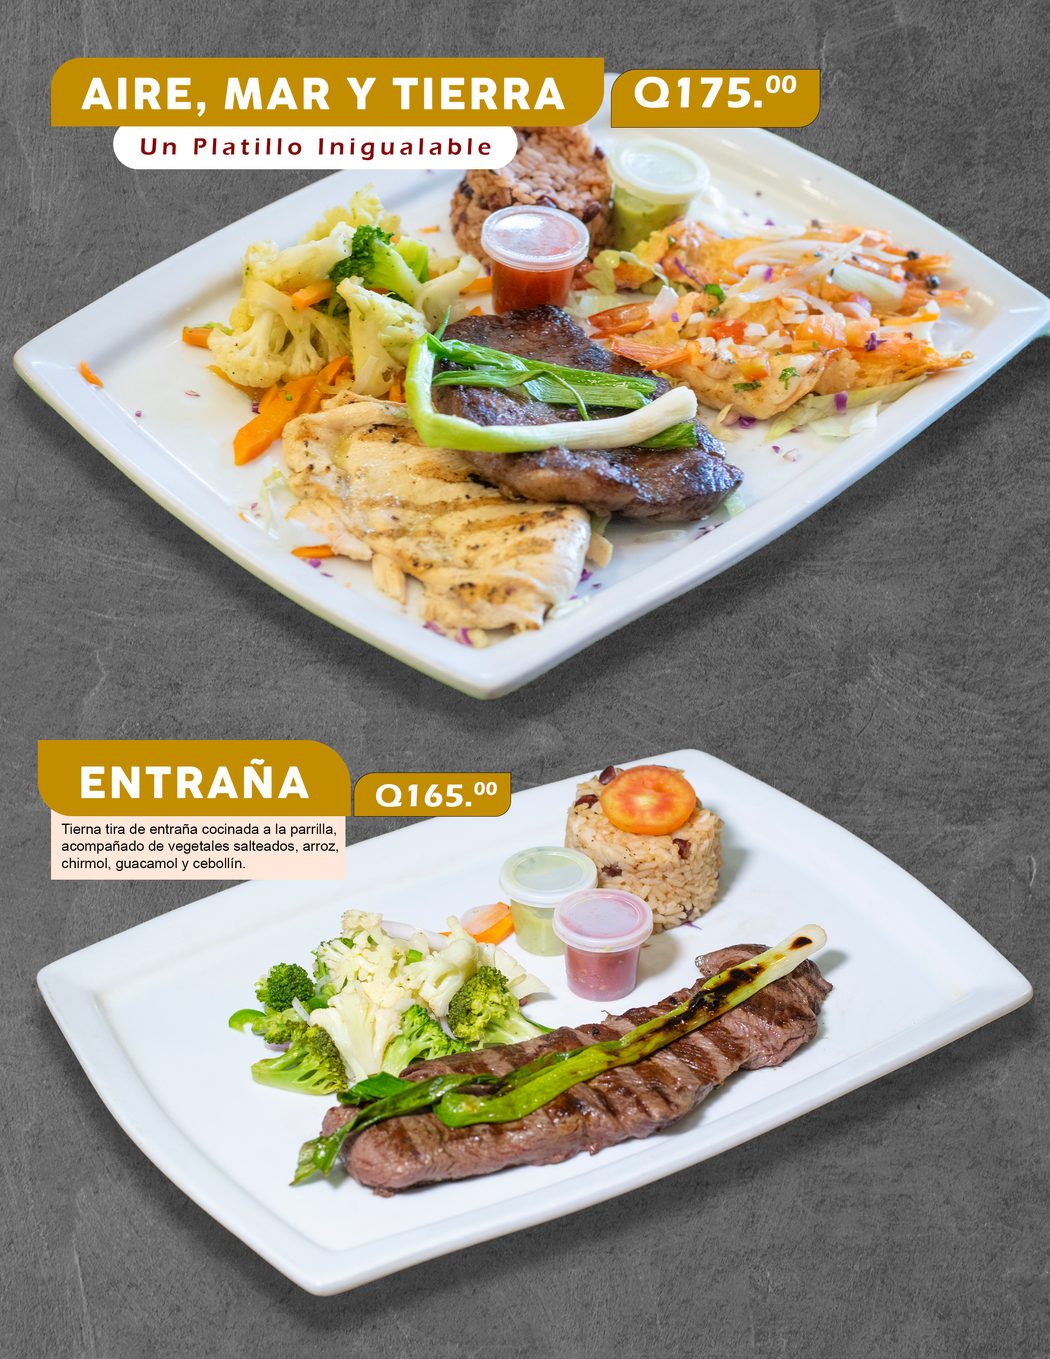 AIRE, MAR Y TIERRA
Q175.00
Un Platillo Inigualable
ENTRAÑA
Q165.00
Tierna tira de entraña cocinada a la parrilla,
acompañado de vegetales salteados, arroz,
chirmol, guacamol y cebollín.